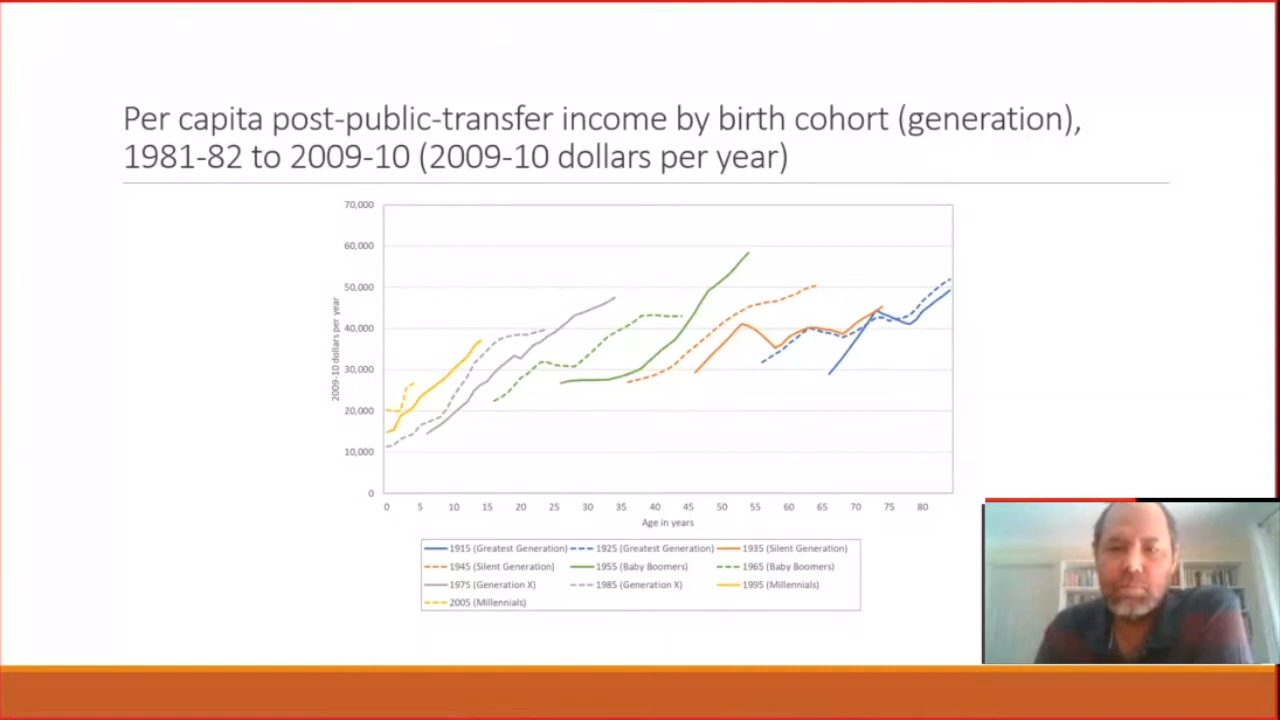 Per capita post-public-transfer income by birth cohort (generation),
1981-82 to 2009-10 (2009-10 dollars per year)
70,000
60,000
50,000
40,000
30,000
20,000
10,000
0
2009-10 dollars per year
0 5 10 15 20 25 30 35 40 45 50 55 60 65 70 75 80
Age in years
1915 (Greatest Generation) 1925 (Greatest Generation) 1935 (Silent Generation)
1945 (Silent Generation) 1955 (Baby Boomers) 1965 (Baby Boomers)
1975 (Generation X) 1985 (Generation X) 1995 (Millennials)
2005 (Millennials)